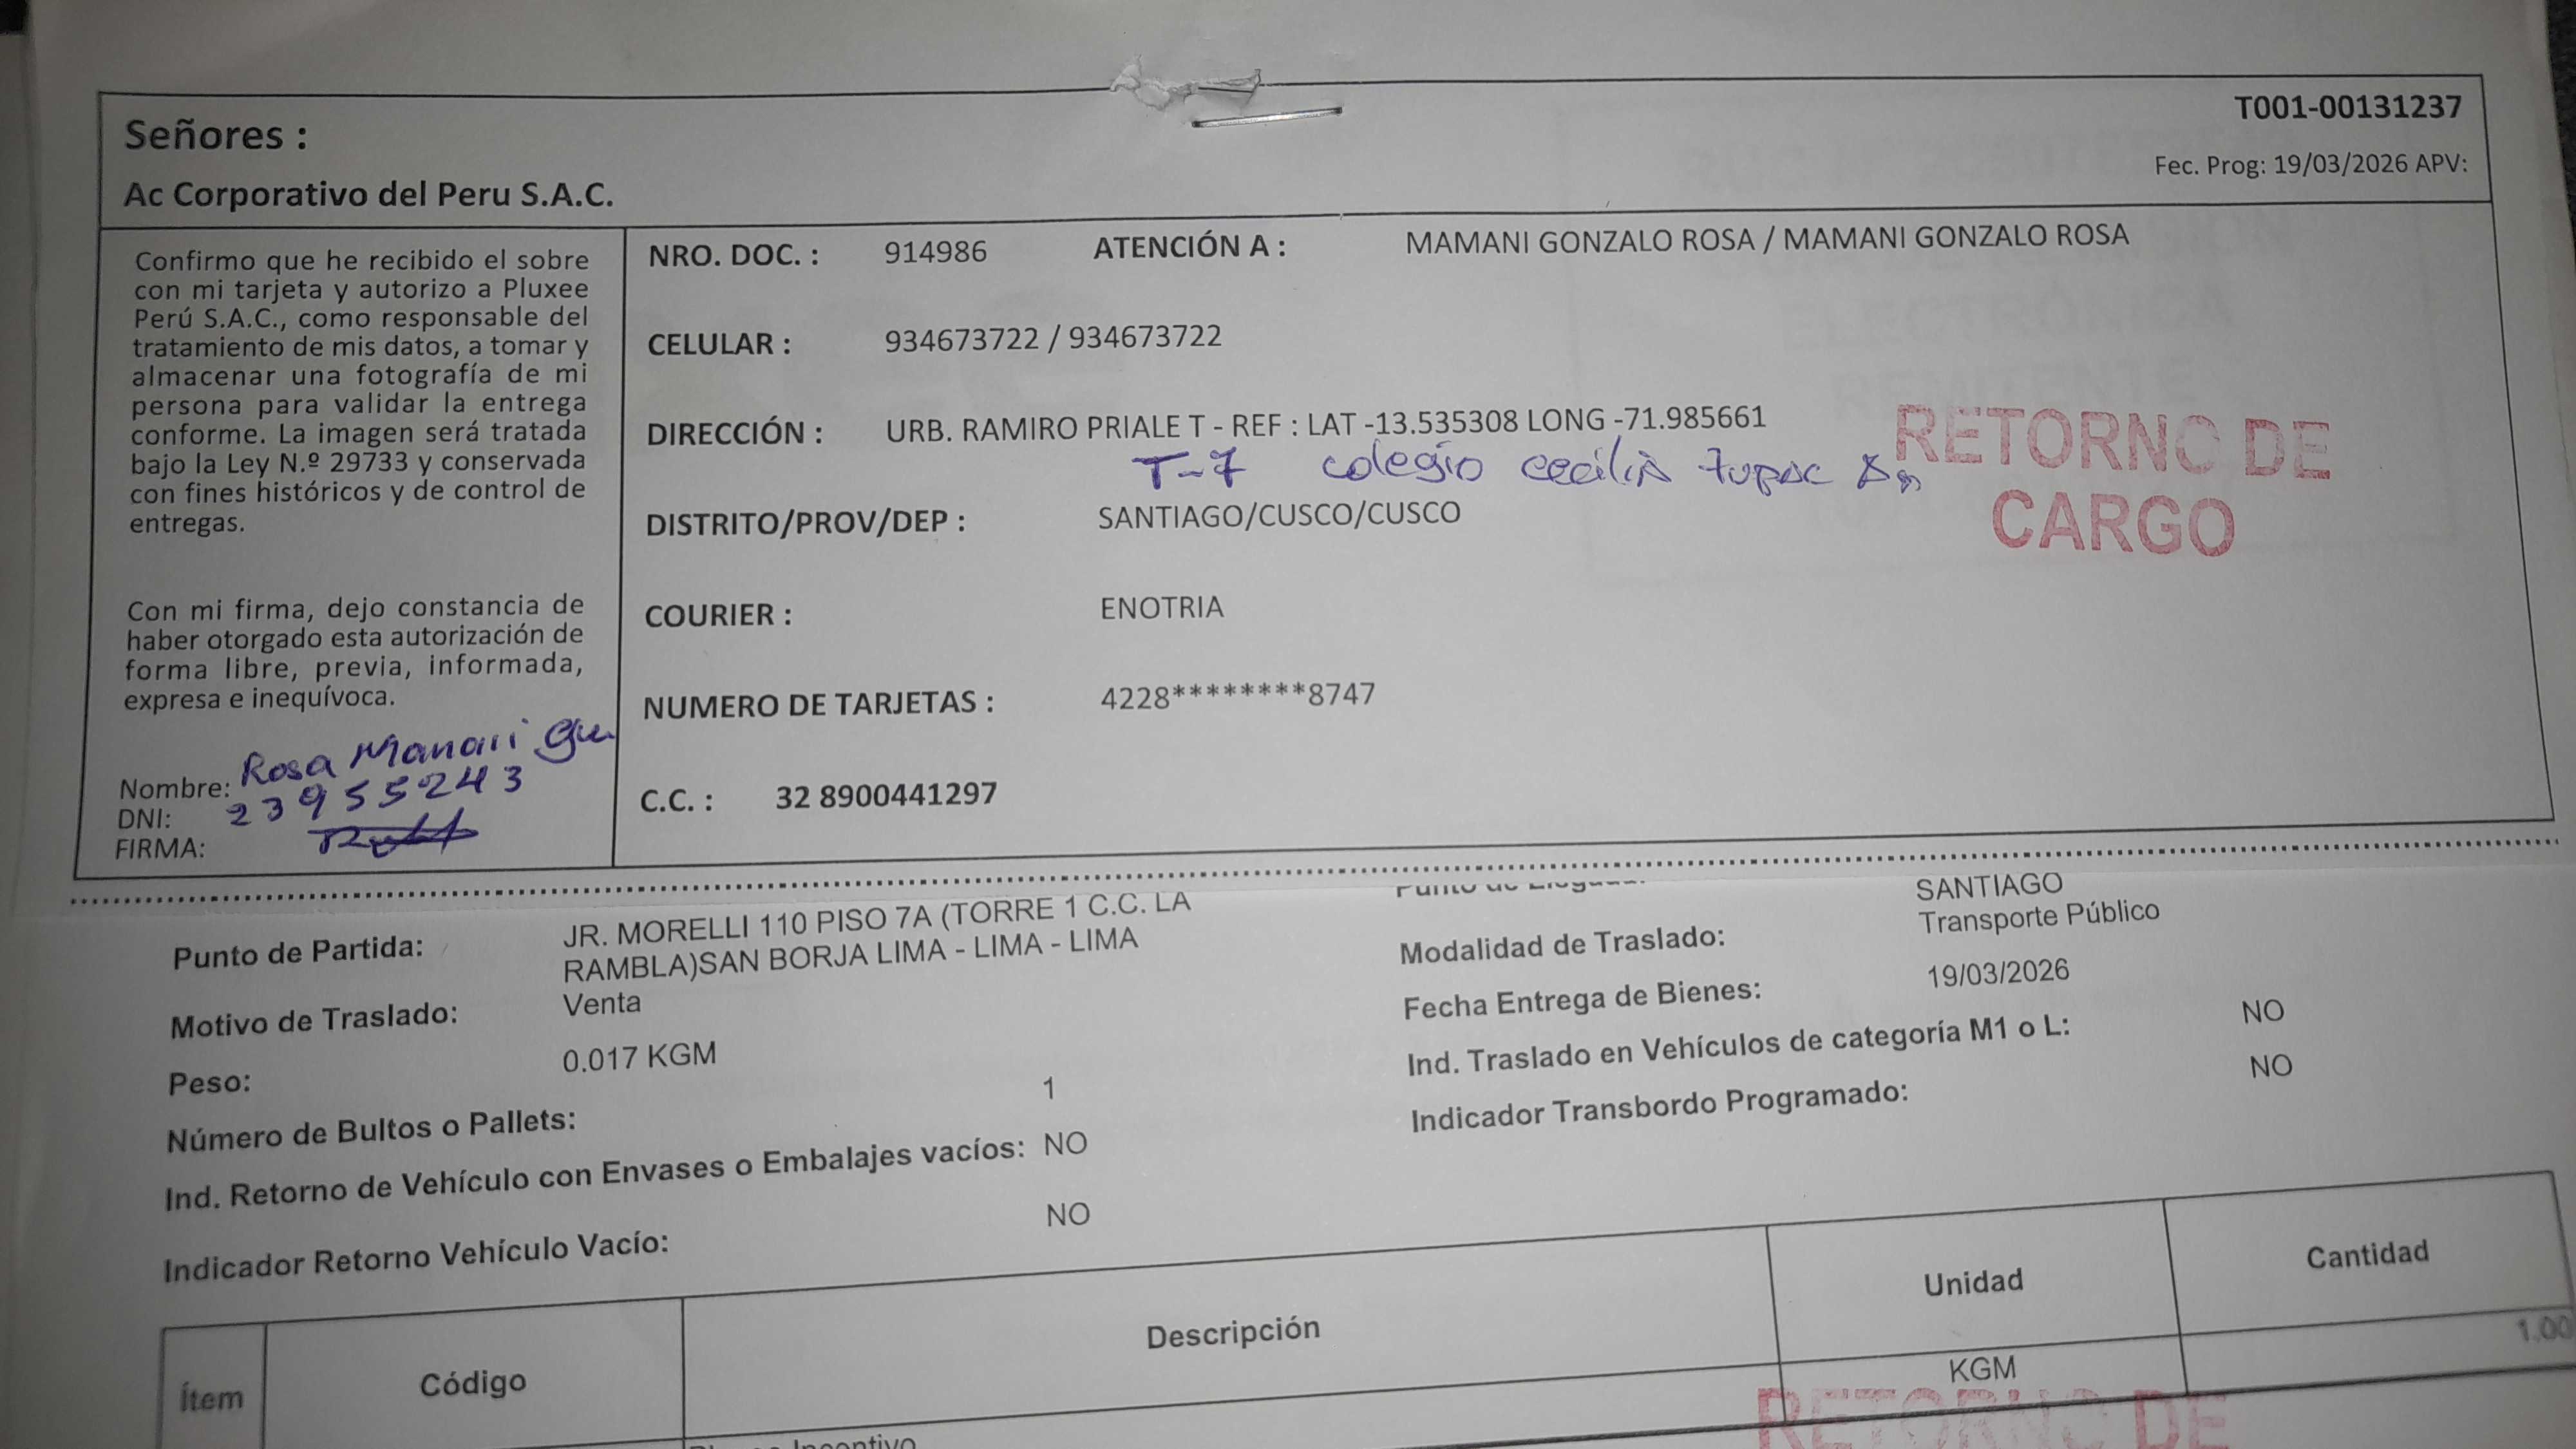 T001-00131237
Señores :
Fec. Prog: 19/03/2026 APV:
Ac Corporativo del Peru S.A.C.
Confirmo que he recibido el sobre
con mi tarjeta y autorizo a Pluxee
Perú S.A.C., como responsable del
tratamiento de mis datos, a tomar y
almacenar una fotografía de mi
persona para validar la entrega
conforme. La imagen será tratada
bajo la Ley N.º 29733 y conservada
con fines históricos y de control de
entregas.
Con mi firma, dejo constancia de
haber otorgado esta autorización de
forma libre, previa, informada,
expresa e inequívoca.
Nombre: Rosa Mamani
DNI: 23955243
FIRMA:
NRO. DOC. : 914986 ATENCIÓN A : MAMANI GONZALO ROSA / MAMANI GONZALO ROSA
CELULAR : 934673722 / 934673722
DIRECCIÓN : URB. RAMIRO PRIALE T - REF : LAT -13.535308 LONG -71.985661
T-7 colegio cecilia tupac
RETORNO DE
CARGO
DISTRITO/PROV/DEP : SANTIAGO/CUSCO/CUSCO
COURIER : ENOTRIA
NUMERO DE TARJETAS : 4228********8747
C.C. : 32 8900441297
Punto de Partida: JR. MORELLI 110 PISO 7A (TORRE 1 C.C. LA
RAMBLA)SAN BORJA LIMA - LIMA - LIMA
Motivo de Traslado: Venta
Peso: 0.017 KGM
Número de Bultos o Pallets: 1
Ind. Retorno de Vehículo con Envases o Embalajes vacíos: NO
Indicador Retorno Vehículo Vacío: NO
SANTIAGO
Modalidad de Traslado: Transporte Público
Fecha Entrega de Bienes: 19/03/2026
Ind. Traslado en Vehículos de categoría M1 o L: NO
Indicador Transbordo Programado: NO
Ítem Código Descripción Unidad Cantidad
KGM 1.00
RETORNO DE